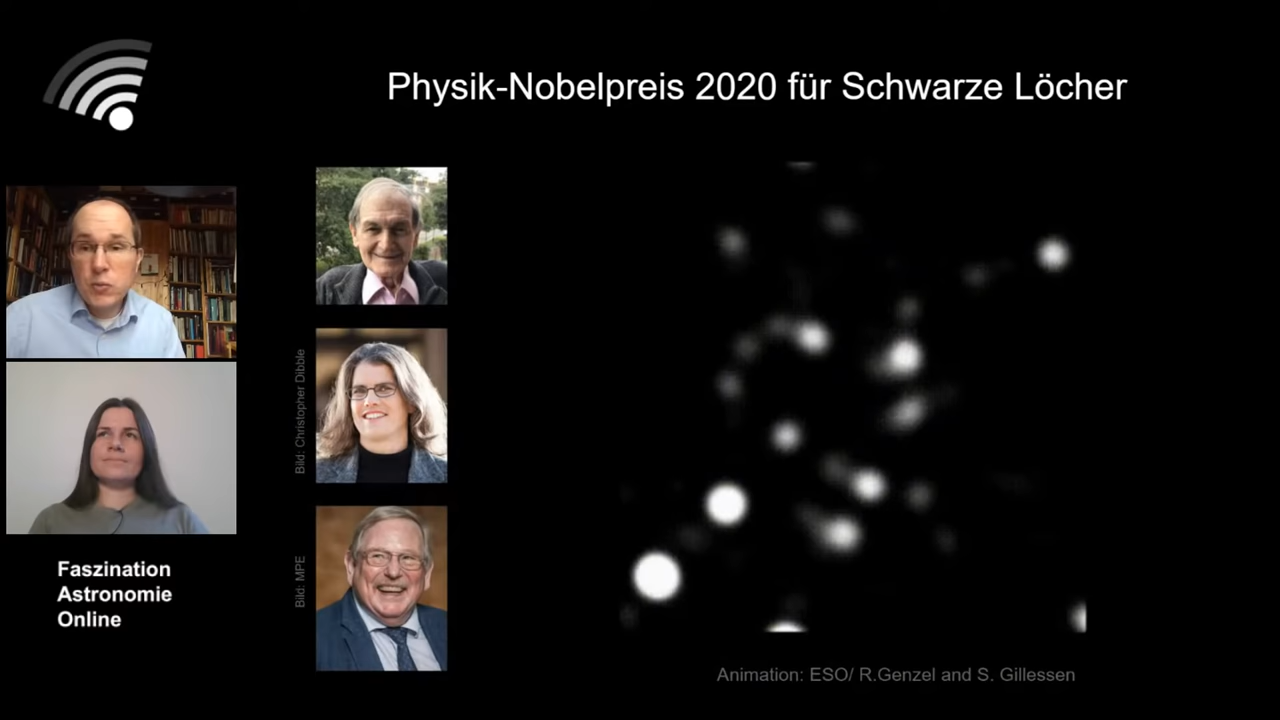 Physik-Nobelpreis 2020 für Schwarze Löcher
Bild: Christopher Dibble
Bild: MPE
Faszination
Astronomie
Online
Animation: ESO/ R.Genzel and S. Gillessen